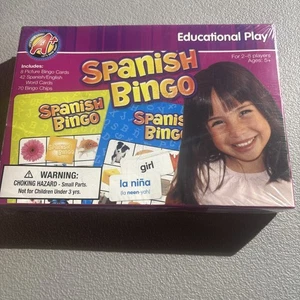 A+
Educational Play
Includes:
6 Picture Bingo Cards
42 Spanish/English
Word Cards
70 Bingo Chips
For 2-6 players
Ages: 5+
SPANISH
BINGO
SPANISH
BINGO
SPANISH
BINGO
girl
la niña
WARNING:
CHOKING HAZARD - Small Parts.
Not for Children Under 3 yrs.